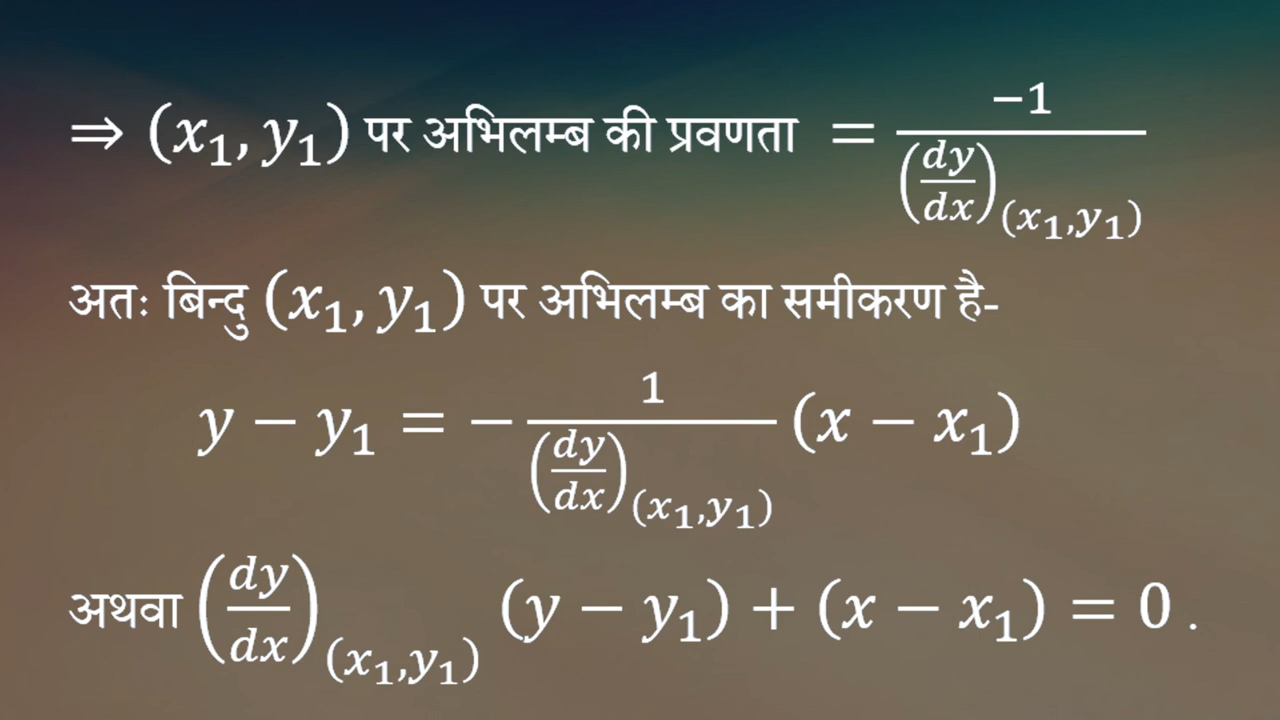 ⇒ (x₁, y₁) पर अभिलम्ब की प्रवणता = −1 / (dy/dx)₍ₓ₁,ᵧ₁₎
अतः बिन्दु (x₁, y₁) पर अभिलम्ब का समीकरण है-
y − y₁ = − 1 / (dy/dx)₍ₓ₁,ᵧ₁₎ (x − x₁)
अथवा (dy/dx)₍ₓ₁,ᵧ₁₎ (y − y₁) + (x − x₁) = 0 .